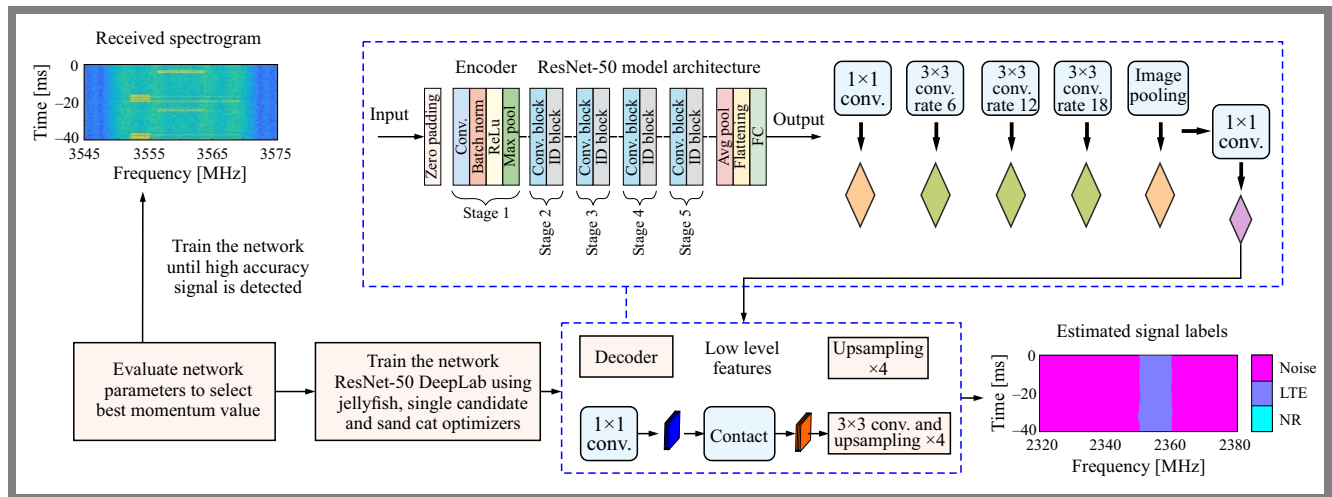 Received spectrogram
Time [ms]
0
−20
−40
3545
3555
3565
3575
Frequency [MHz]
Train the network
until high accuracy
signal is detected
Evaluate network
parameters to select
best momentum value
Train the network
ResNet-50 DeepLab using
jellyfish, single candidate
and sand cat optimizers
Encoder
ResNet-50 model architecture
Input
Zero padding
Conv.
Batch norm
ReLu
Max pool
Conv. block
ID block
Conv. block
ID block
Conv. block
ID block
Conv. block
ID block
Avg pool
Flattening
FC
Output
Stage 1
Stage 2
Stage 3
Stage 4
Stage 5
1×1
conv.
3×3
conv.
rate 6
3×3
conv.
rate 12
3×3
conv.
rate 18
Image
pooling
1×1
conv.
Decoder
Low level
features
Upsampling
×4
1×1
conv.
Contact
3×3 conv. and
upsampling ×4
Estimated signal labels
Time [ms]
0
−20
−40
2320
2340
2360
2380
Frequency [MHz]
Noise
LTE
NR